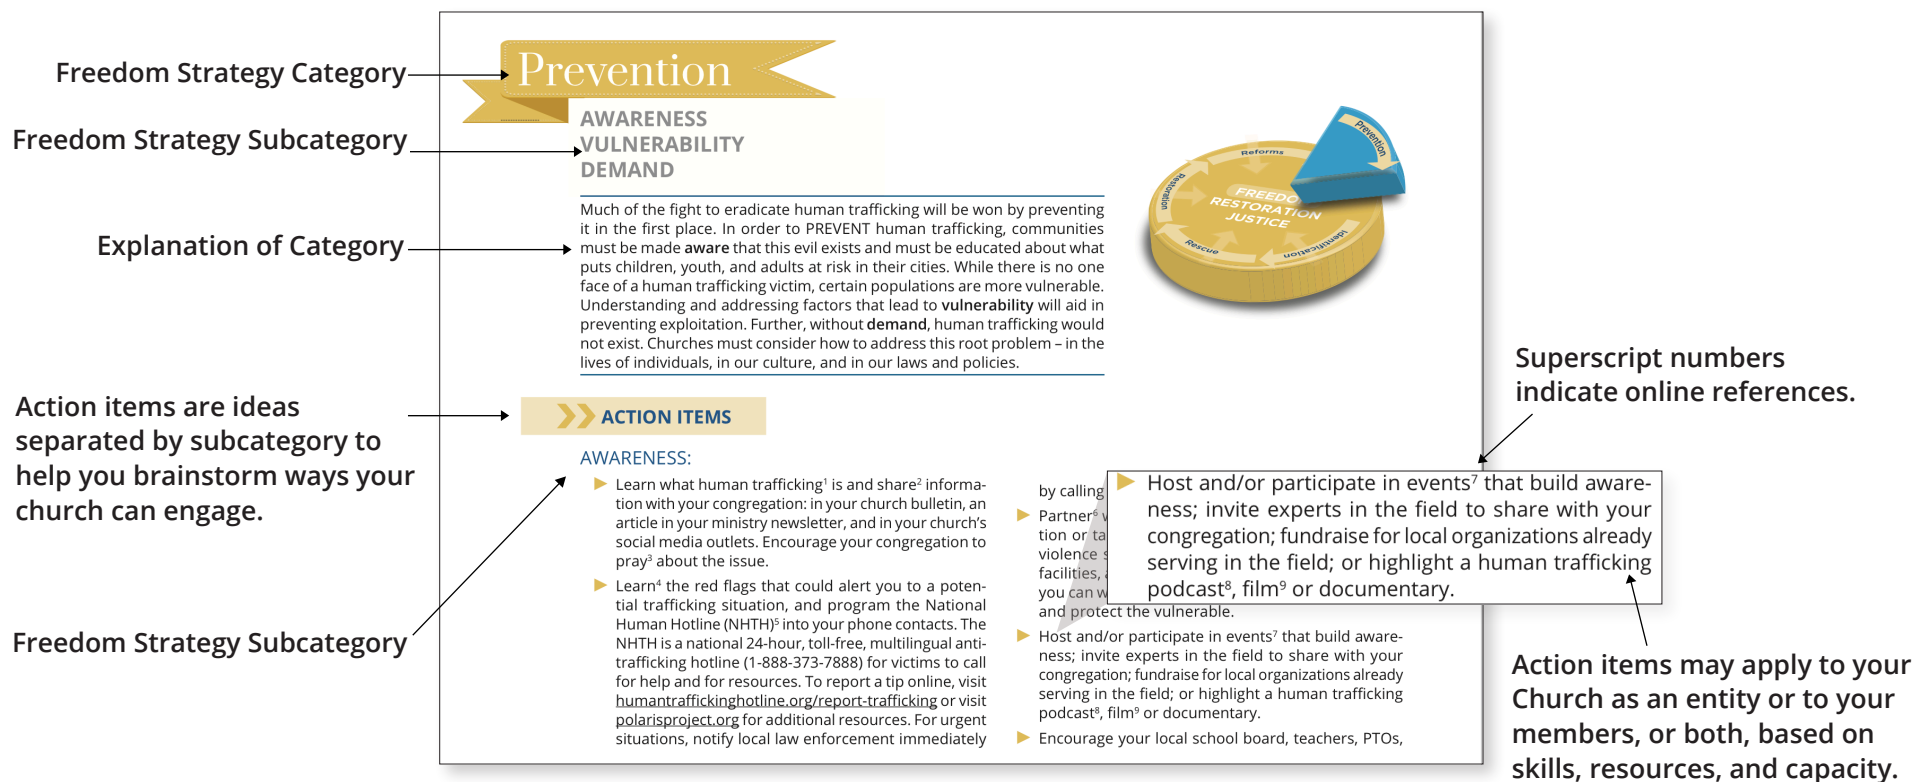 Freedom Strategy Category
Freedom Strategy Subcategory
Explanation of Category
Action items are ideas
separated by subcategory to
help you brainstorm ways your
church can engage.
Freedom Strategy Subcategory
Prevention
AWARENESS
VULNERABILITY
DEMAND
Much of the fight to eradicate human trafficking will be won by preventing
it in the first place. In order to PREVENT human trafficking, communities
must be made aware that this evil exists and must be educated about what
puts children, youth, and adults at risk in their cities. While there is no one
face of a human trafficking victim, certain populations are more vulnerable.
Understanding and addressing factors that lead to vulnerability will aid in
preventing exploitation. Further, without demand, human trafficking would
not exist. Churches must consider how to address this root problem – in the
lives of individuals, in our culture, and in our laws and policies.
Prevention
Reforms
Restoration
Rescue
Identification
FREEDO
RESTORATION
JUSTICE
ACTION ITEMS
AWARENESS:
Learn what human trafficking¹ is and share² informa-
tion with your congregation: in your church bulletin, an
article in your ministry newsletter, and in your church's
social media outlets. Encourage your congregation to
pray³ about the issue.
Learn⁴ the red flags that could alert you to a poten-
tial trafficking situation, and program the National
Human Hotline (NHTH)⁵ into your phone contacts. The
NHTH is a national 24-hour, toll-free, multilingual anti-
trafficking hotline (1-888-373-7888) for victims to call
for help and for resources. To report a tip online, visit
humantraffickinghotline.org/report-trafficking or visit
polarisproject.org for additional resources. For urgent
situations, notify local law enforcement immediately
by calling
Partner⁶
tion or ta
violence s
facilities,
you can w
and protect the vulnerable.
Host and/or participate in events⁷ that build aware-
ness; invite experts in the field to share with your
congregation; fundraise for local organizations already
serving in the field; or highlight a human trafficking
podcast⁸, film⁹ or documentary.
Encourage your local school board, teachers, PTOs,
Host and/or participate in events⁷ that build aware-
ness; invite experts in the field to share with your
congregation; fundraise for local organizations already
serving in the field; or highlight a human trafficking
podcast⁸, film⁹ or documentary.
Superscript numbers
indicate online references.
Action items may apply to your
Church as an entity or to your
members, or both, based on
skills, resources, and capacity.